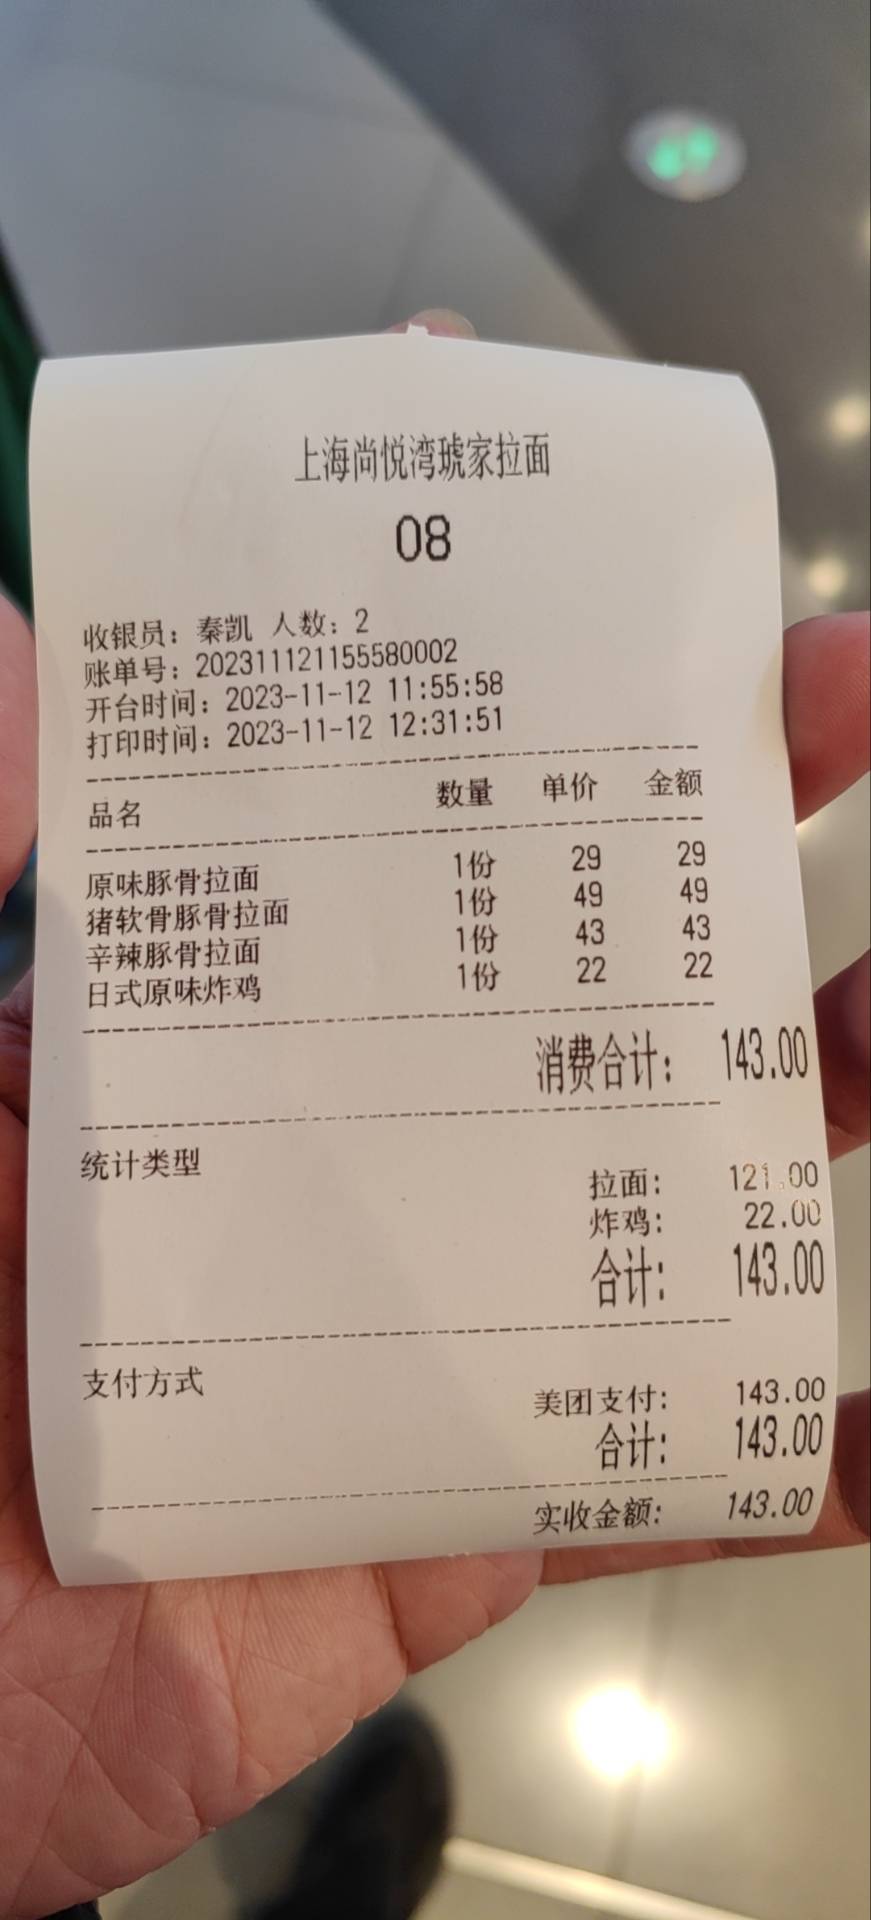 上海尚悦湾琥家拉面
08
收银员：秦凯 人数：2
账单号：202311121155580002
开台时间：2023-11-12 11:55:58
打印时间：2023-11-12 12:31:51
品名 数量 单价 金额
原味豚骨拉面 1份 29 29
猪软骨豚骨拉面 1份 49 49
辛辣豚骨拉面 1份 43 43
日式原味炸鸡 1份 22 22
消费合计： 143.00
统计类型
拉面： 121.00
炸鸡： 22.00
合计： 143.00
支付方式
美团支付： 143.00
合计： 143.00
实收金额： 143.00